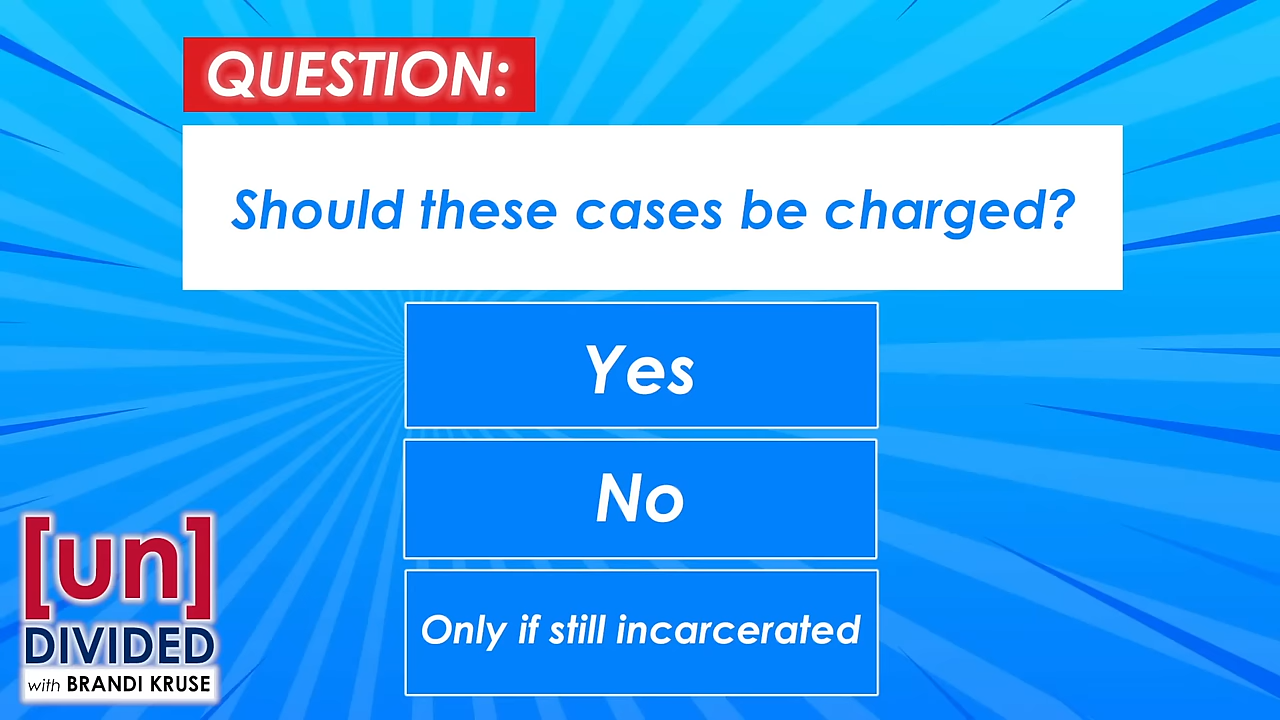 QUESTION:
Should these cases be charged?
Yes
No
Only if still incarcerated
[un]
DIVIDED
with BRANDI KRUSE